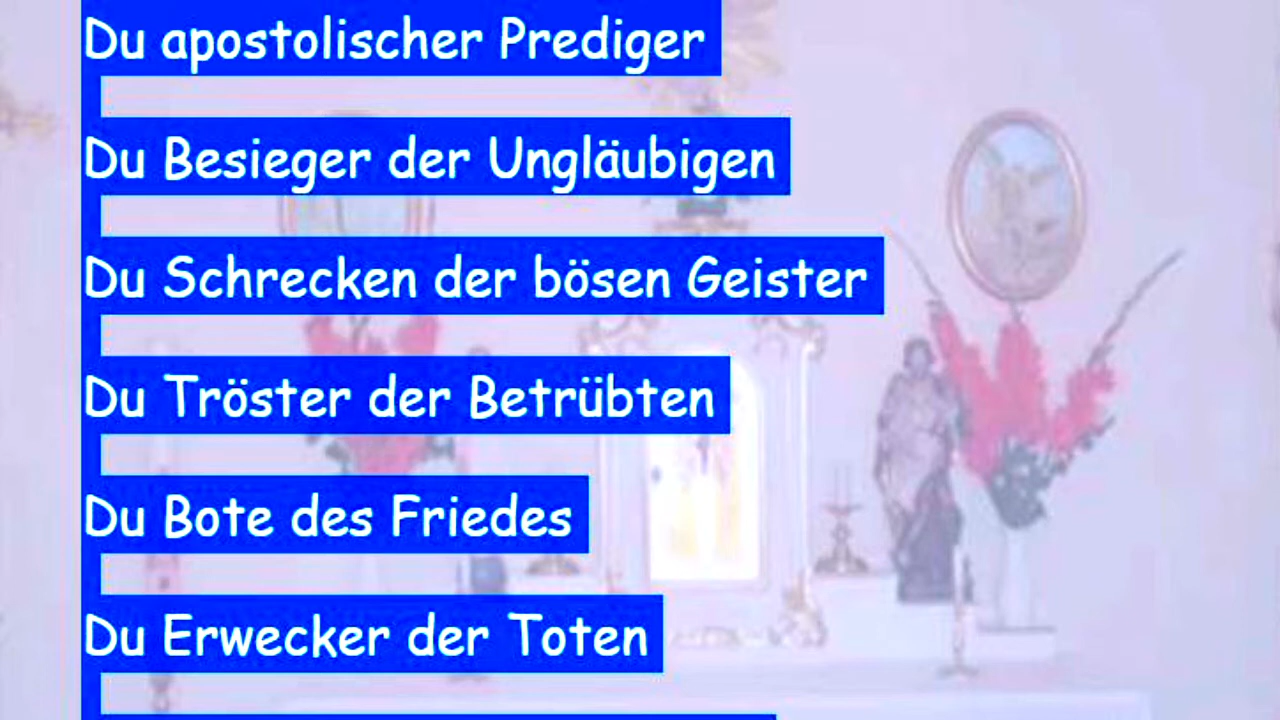 Du apostolischer Prediger
Du Besieger der Ungläubigen
Du Schrecken der bösen Geister
Du Tröster der Betrübten
Du Bote des Friedes
Du Erwecker der Toten